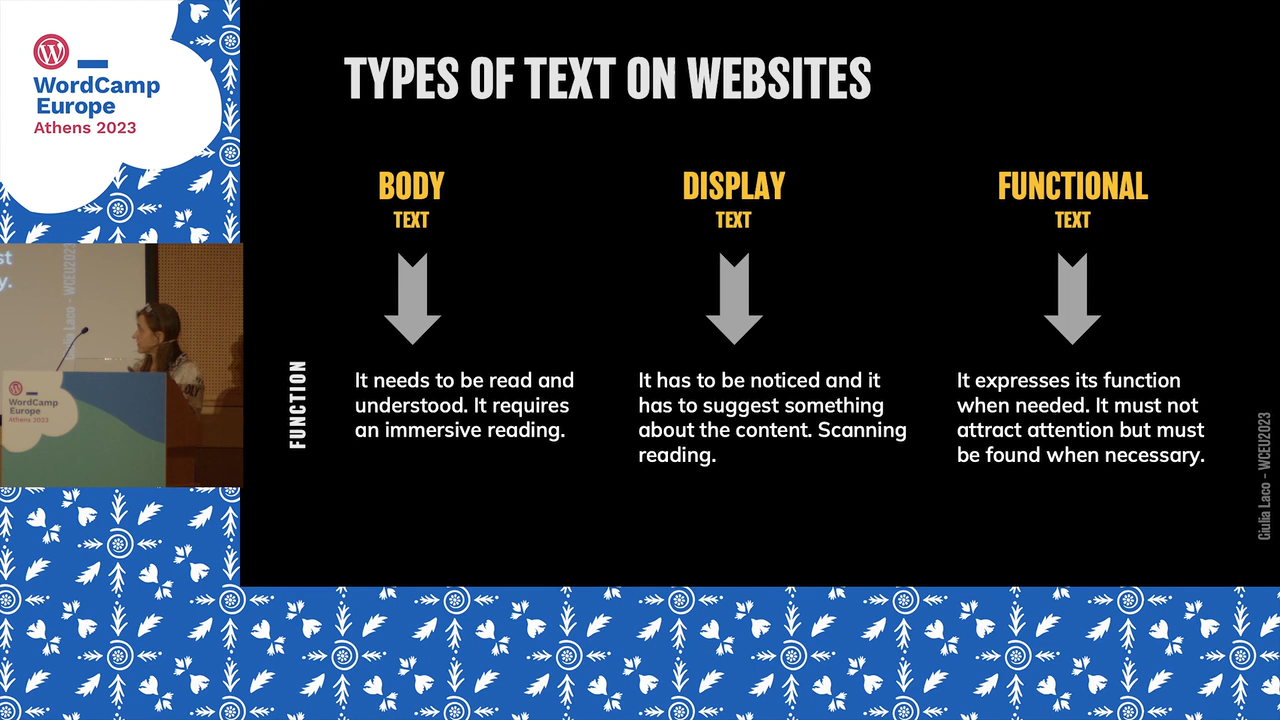 WordCamp
Europe
Athens 2023
TYPES OF TEXT ON WEBSITES
BODY
TEXT
DISPLAY
TEXT
FUNCTIONAL
TEXT
FUNCTION
It needs to be read and
understood. It requires
an immersive reading.
It has to be noticed and it
has to suggest something
about the content. Scanning
reading.
It expresses its function
when needed. It must not
attract attention but must
be found when necessary.
Giulia Laco - WCEU2023
st
y.
Laco - WCEU2023
WordCamp
Europe
Athens 2023